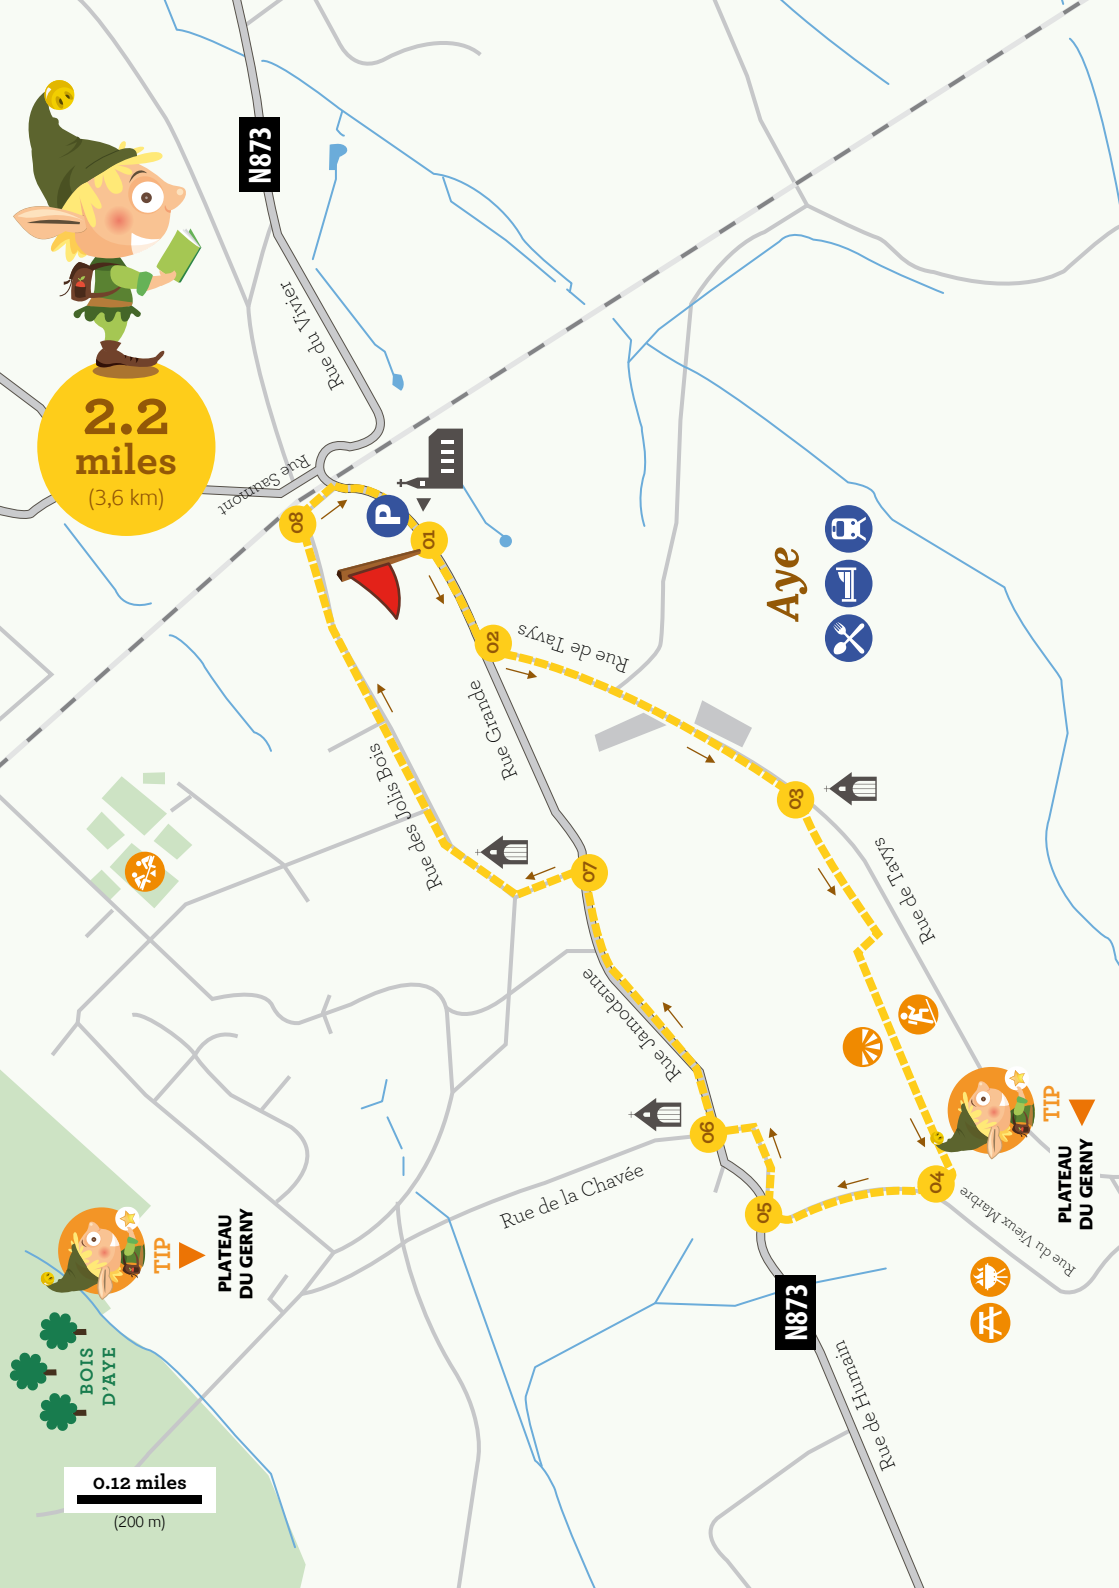 N873
Rue du Vivier
2.2
miles
(3,6 km)
Rue Saumont
08
P
01
02
Rue de Tavys
Aye
Rue Grande
Rue des Jolis Bois
03
07
Rue de Tavys
Rue Jamodenne
06
Rue de la Chavée
04
TIP
PLATEAU
DU GERNY
Rue du Vieux Marbre
05
TIP
PLATEAU
DU GERNY
N873
BOIS
D'AYE
Rue de Humain
0.12 miles
(200 m)